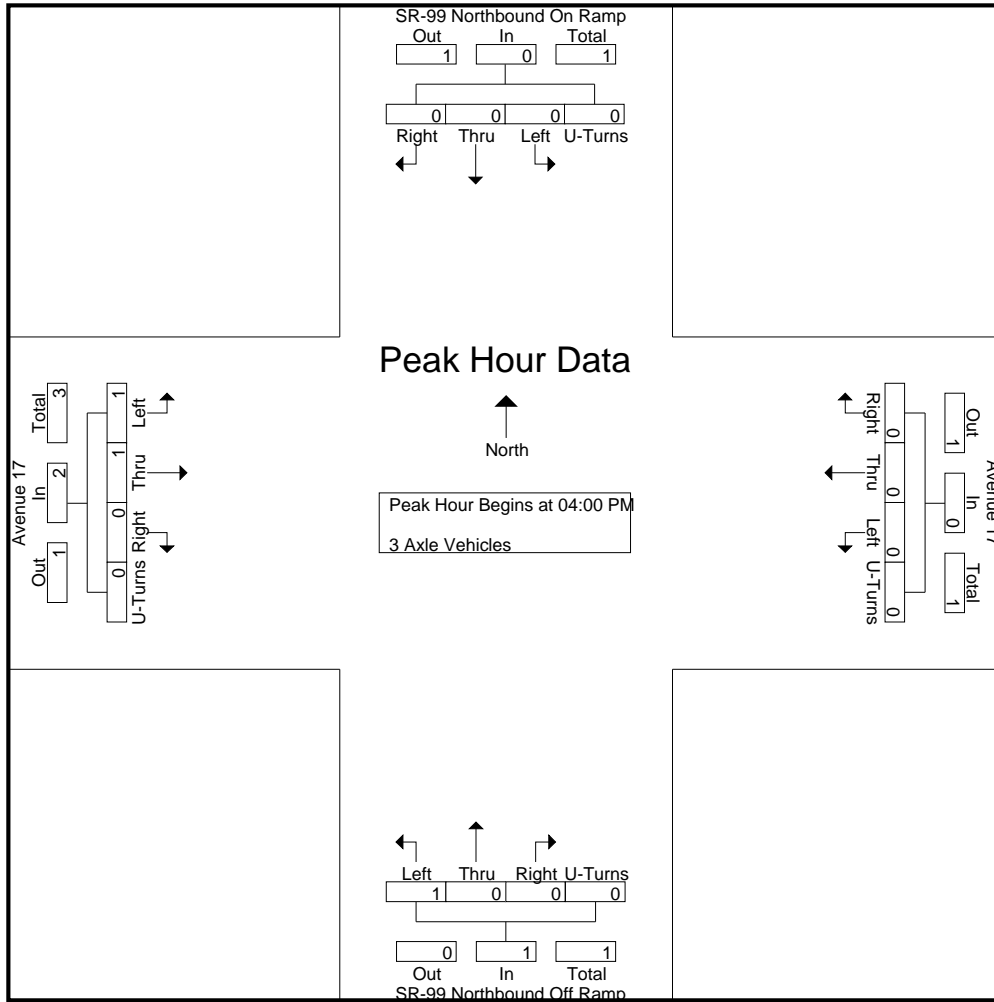 SR-99 Northbound On Ramp
Out In Total
1 0 1
0 0 0 0
Right Thru Left U-Turns
Peak Hour Data
North
Peak Hour Begins at 04:00 PM
3 Axle Vehicles
Avenue 17
Total In Out
3 2 1
1 1 0 0
Left Thru Right U-Turns
Right Thru Left U-Turns
0 0 0 0
Out In Total
1 0 1
Avenue 17
Left Thru Right U-Turns
1 0 0 0
0 1 1
Out In Total
SR-99 Northbound Off Ramp